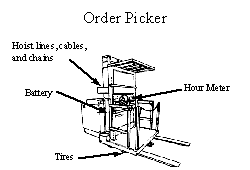 Order Picker
Hoist lines, cables,
and chains
Battery
Hour Meter
Tires